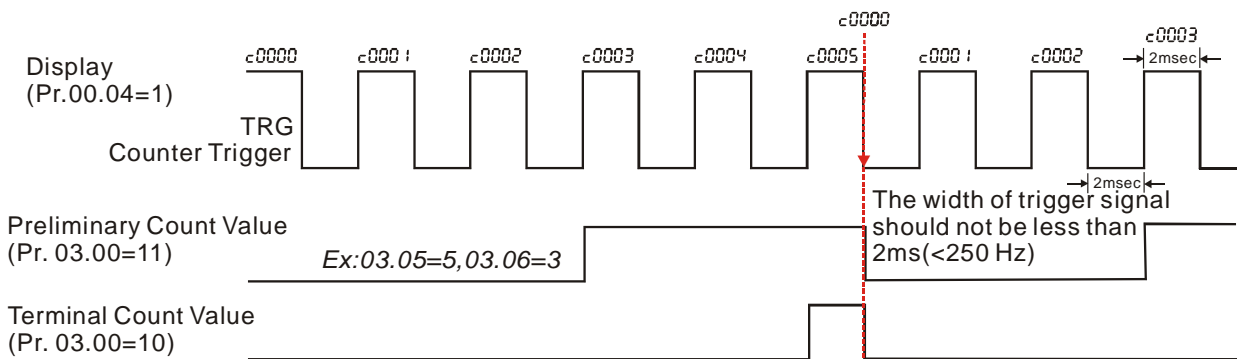 c0000
c0000 c0001 c0002 c0003 c0004 c0005 c0001 c0002 c0003
Display
(Pr.00.04=1)
2msec
TRG
Counter Trigger
2msec
The width of trigger signal
should not be less than
2ms(<250 Hz)
Preliminary Count Value
(Pr. 03.00=11)
Ex:03.05=5,03.06=3
Terminal Count Value
(Pr. 03.00=10)